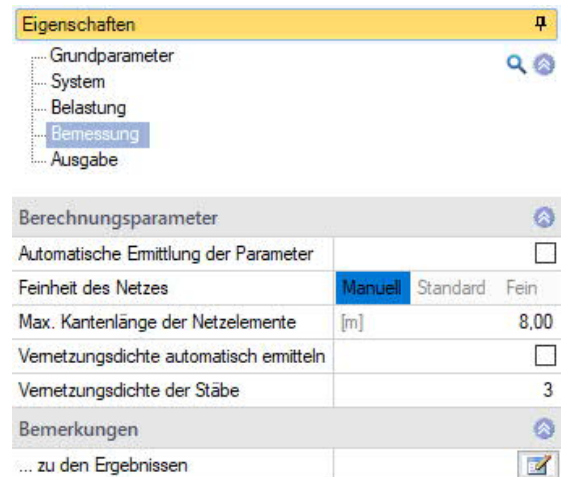 Eigenschaften
Grundparameter
System
Belastung
Bemessung
Ausgabe
Berechnungsparameter
Automatische Ermittlung der Parameter
Feinheit des Netzes Manuell Standard Fein
Max. Kantenlänge der Netzelemente [m] 8,00
Vernetzungsdichte automatisch ermitteln
Vernetzungsdichte der Stäbe 3
Bemerkungen
... zu den Ergebnissen